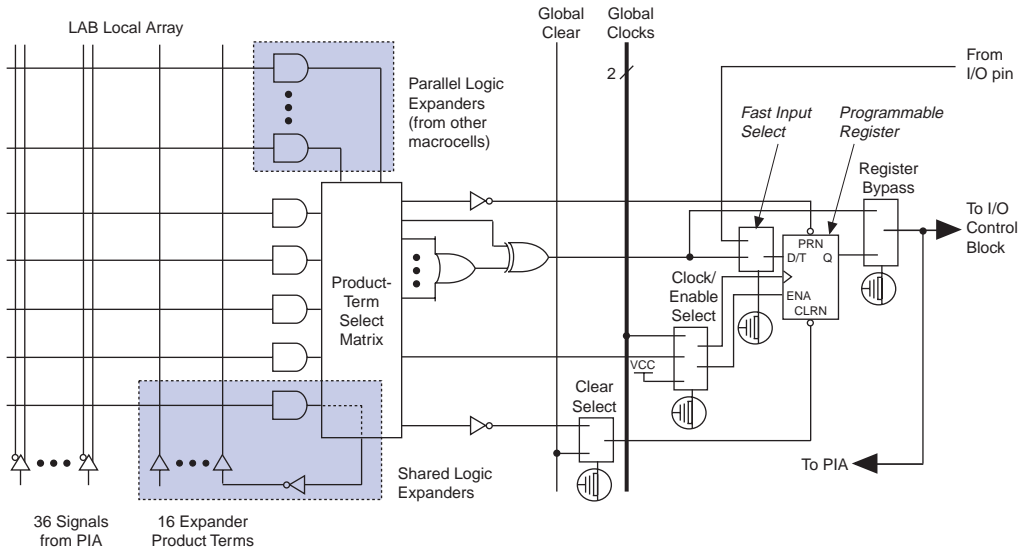 LAB Local Array
Global
Clear
Global
Clocks
2
Parallel Logic
Expanders
(from other
macrocells)
From
I/O pin
Fast Input
Select
Programmable
Register
Register
Bypass
To I/O
Control
Block
PRN
D/T Q
ENA
CLRN
Product-
Term
Select
Matrix
Clock/
Enable
Select
VCC
Clear
Select
To PIA
Shared Logic
Expanders
36 Signals
from PIA
16 Expander
Product Terms